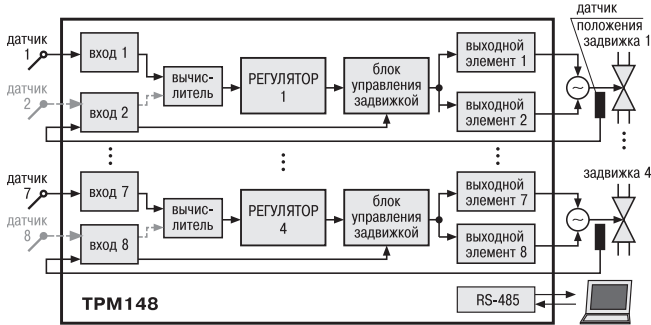 датчик
положения
задвижки 1
датчик
1
вход 1
вычис-
литель
РЕГУЛЯТОР
1
блок
управления
задвижкой
выходной
элемент 1
датчик
2
вход 2
выходной
элемент 2
датчик
7
вход 7
вычис-
литель
РЕГУЛЯТОР
4
блок
управления
задвижкой
выходной
элемент 7
задвижка 4
датчик
8
вход 8
выходной
элемент 8
ТРМ148
RS-485